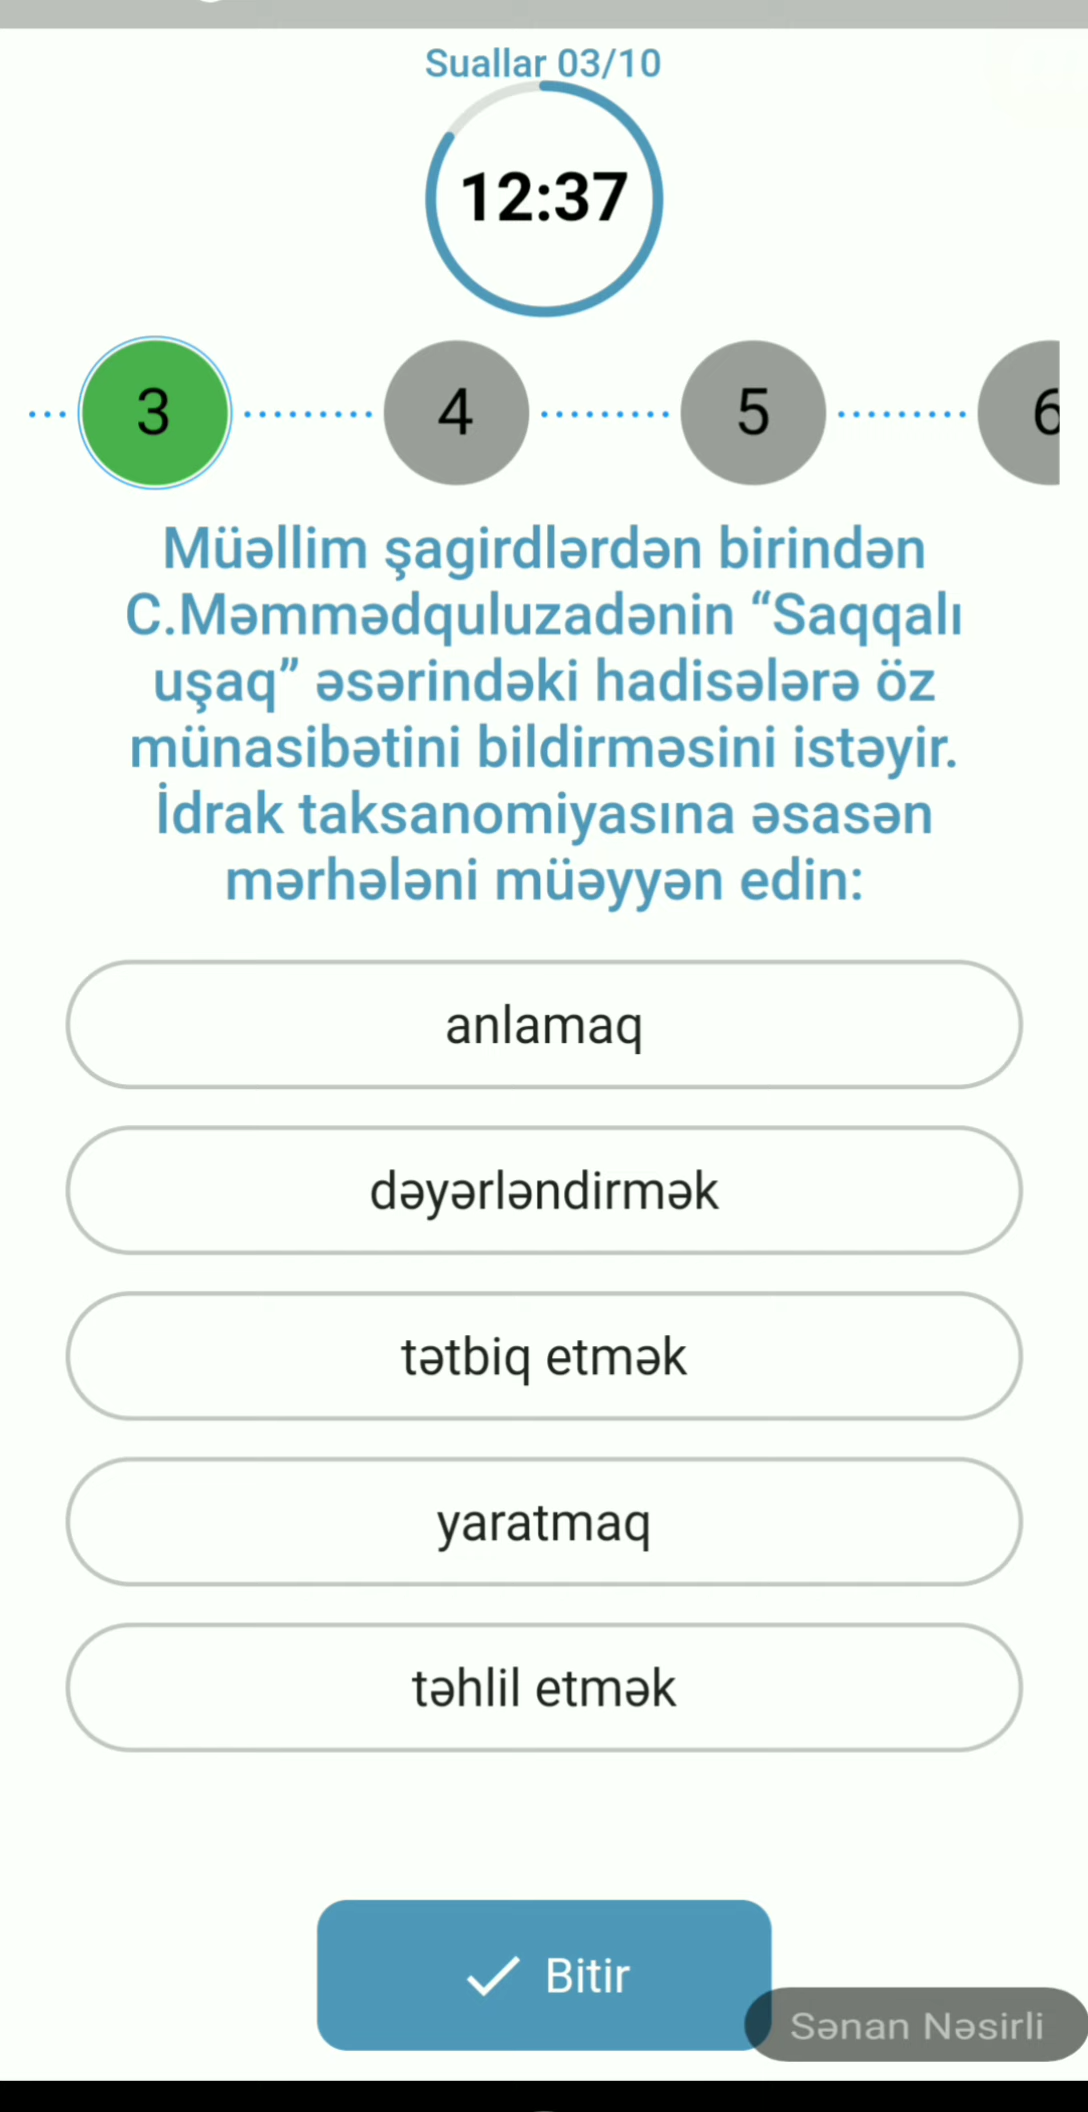 Suallar 03/10
12:37
3
4
5
6
Müəllim şagirdlərdən birindən
C.Məmmədquluzadənin “Saqqalı
uşaq” əsərindəki hadisələrə öz
münasibətini bildirməsini istəyir.
İdrak taksanomiyasına əsasən
mərhələni müəyyən edin:
anlamaq
dəyərləndirmək
tətbiq etmək
yaratmaq
təhlil etmək
Bitir
Sənan Nəsirli